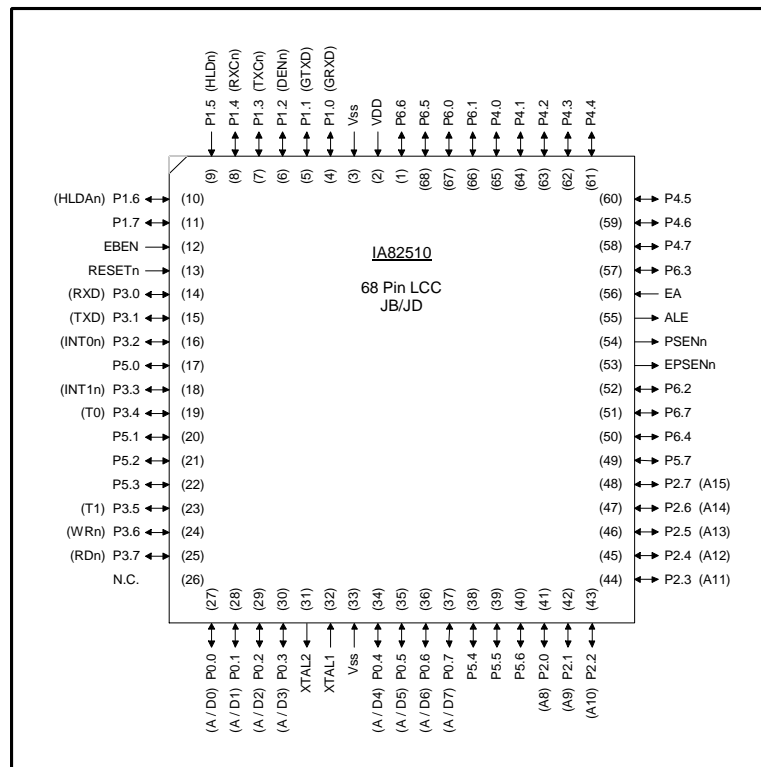 P1.5 (HLDn)
P1.4 (RXCn)
P1.3 (TXCn)
P1.2 (DENn)
P1.1 (GTXD)
P1.0 (GRXD)
Vss
VDD
P6.6
P6.5
P6.0
P6.1
P4.0
P4.1
P4.2
P4.3
P4.4
(9)
(8)
(7)
(6)
(5)
(4)
(3)
(2)
(1)
(68)
(67)
(66)
(65)
(64)
(63)
(62)
(61)
(HLDAn) P1.6 (10)
P1.7 (11)
EBEN (12)
RESETn (13)
(RXD) P3.0 (14)
(TXD) P3.1 (15)
(INT0n) P3.2 (16)
P5.0 (17)
(INT1n) P3.3 (18)
(T0) P3.4 (19)
P5.1 (20)
P5.2 (21)
P5.3 (22)
(T1) P3.5 (23)
(WRn) P3.6 (24)
(RDn) P3.7 (25)
N.C. (26)
IA82510
68 Pin LCC
JB/JD
(60) P4.5
(59) P4.6
(58) P4.7
(57) P6.3
(56) EA
(55) ALE
(54) PSENn
(53) EPSENn
(52) P6.2
(51) P6.7
(50) P6.4
(49) P5.7
(48) P2.7 (A15)
(47) P2.6 (A14)
(46) P2.5 (A13)
(45) P2.4 (A12)
(44) P2.3 (A11)
(27)
(28)
(29)
(30)
(31)
(32)
(33)
(34)
(35)
(36)
(37)
(38)
(39)
(40)
(41)
(42)
(43)
(A / D0) P0.0
(A / D1) P0.1
(A / D2) P0.2
(A / D3) P0.3
XTAL2
XTAL1
Vss
(A / D4) P0.4
(A / D5) P0.5
(A / D6) P0.6
(A / D7) P0.7
P5.4
P5.5
P5.6
(A8) P2.0
(A9) P2.1
(A10) P2.2